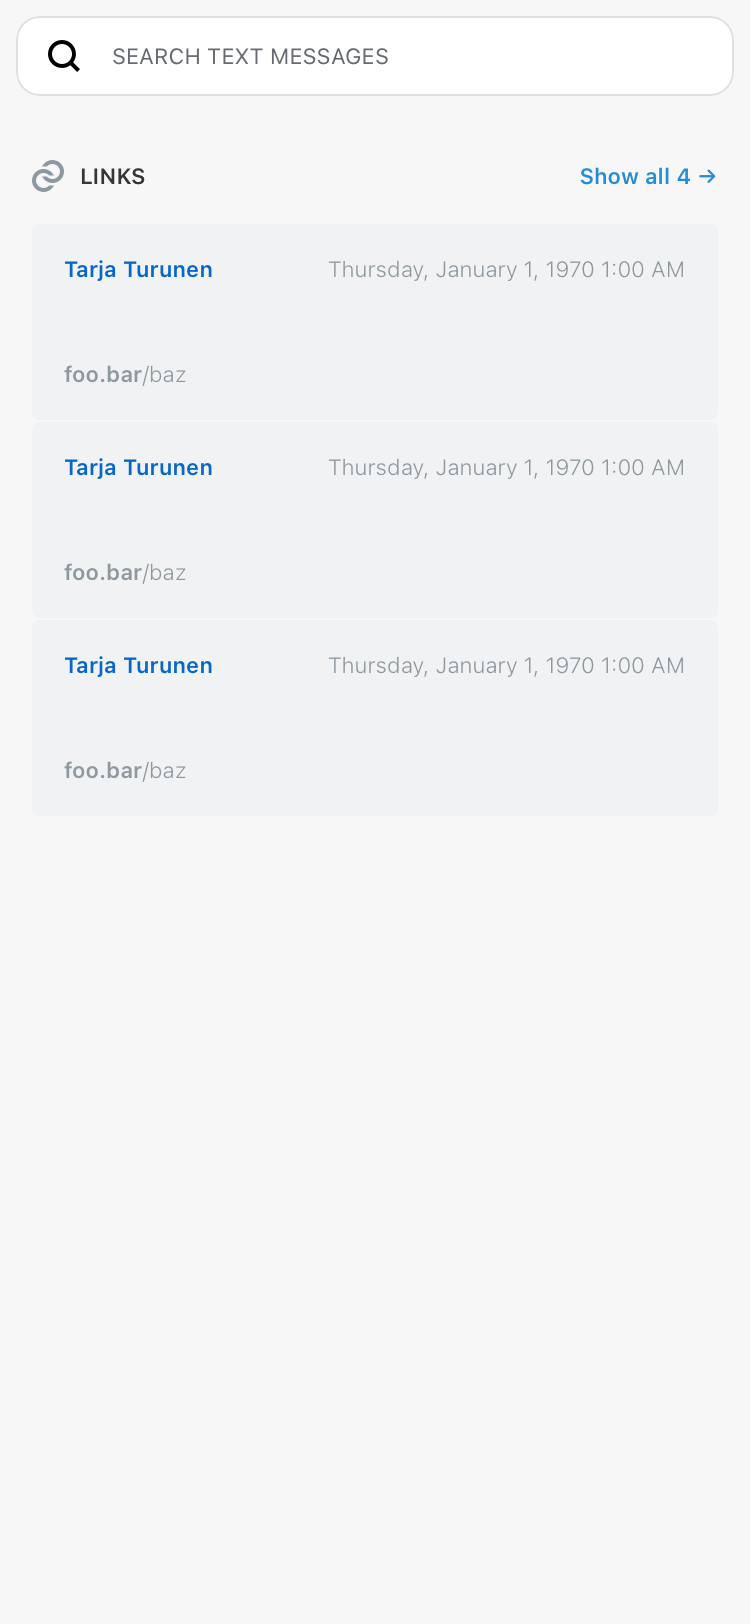 SEARCH TEXT MESSAGES
LINKS Show all 4 →
Tarja Turunen Thursday, January 1, 1970 1:00 AM
foo.bar/baz
Tarja Turunen Thursday, January 1, 1970 1:00 AM
foo.bar/baz
Tarja Turunen Thursday, January 1, 1970 1:00 AM
foo.bar/baz